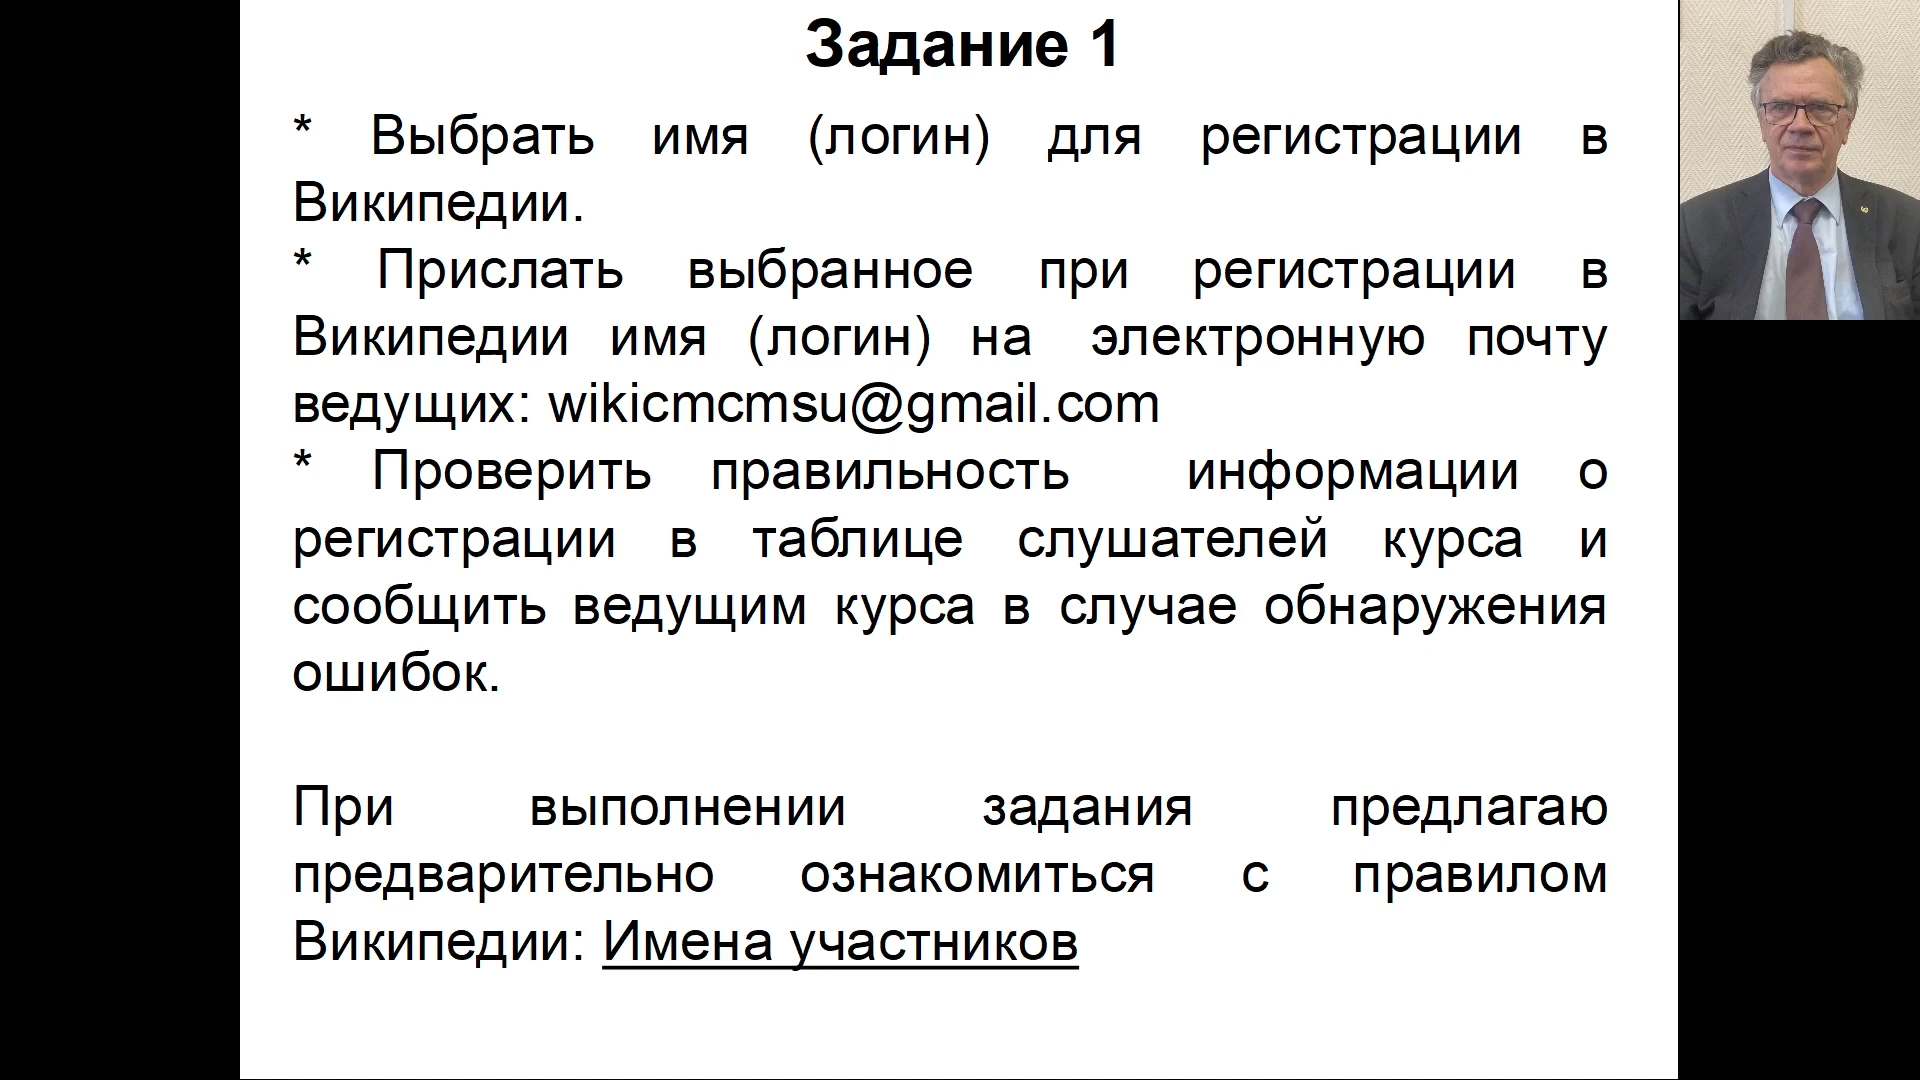 Задание 1
* Выбрать имя (логин) для регистрации в
Википедии.
* Прислать выбранное при регистрации в
Википедии имя (логин) на электронную почту
ведущих: wikicmcmsu@gmail.com
* Проверить правильность информации о
регистрации в таблице слушателей курса и
сообщить ведущим курса в случае обнаружения
ошибок.
При выполнении задания предлагаю
предварительно ознакомиться с правилом
Википедии: Имена участников